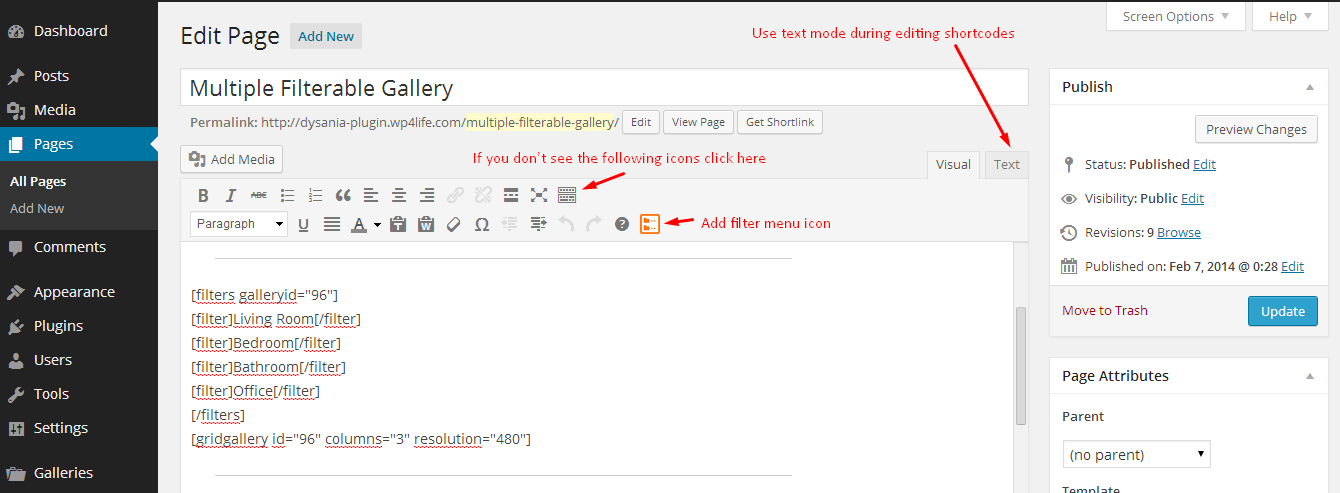 Dashboard
Posts
Media
Pages
All Pages
Add New
Comments
Appearance
Plugins
Users
Tools
Settings
Galleries
Screen Options
Help
Edit Page
Add New
Use text mode during editing shortcodes
Multiple Filterable Gallery
Permalink: http://dysania-plugin.wp4life.com/multiple-filterable-gallery/ Edit View Page Get Shortlink
Add Media
If you don't see the following icons click here
Visual
Text
B I ABC
Paragraph U A T W Ω ?
Add filter menu icon
[filters galleryid="96"]
[filter]Living Room[/filter]
[filter]Bedroom[/filter]
[filter]Bathroom[/filter]
[filter]Office[/filter]
[/filters]
[gridgallery id="96" columns="3" resolution="480"]
Publish
Preview Changes
Status: Published Edit
Visibility: Public Edit
Revisions: 9 Browse
Published on: Feb 7, 2014 @ 0:28 Edit
Move to Trash
Update
Page Attributes
Parent
(no parent)
Template